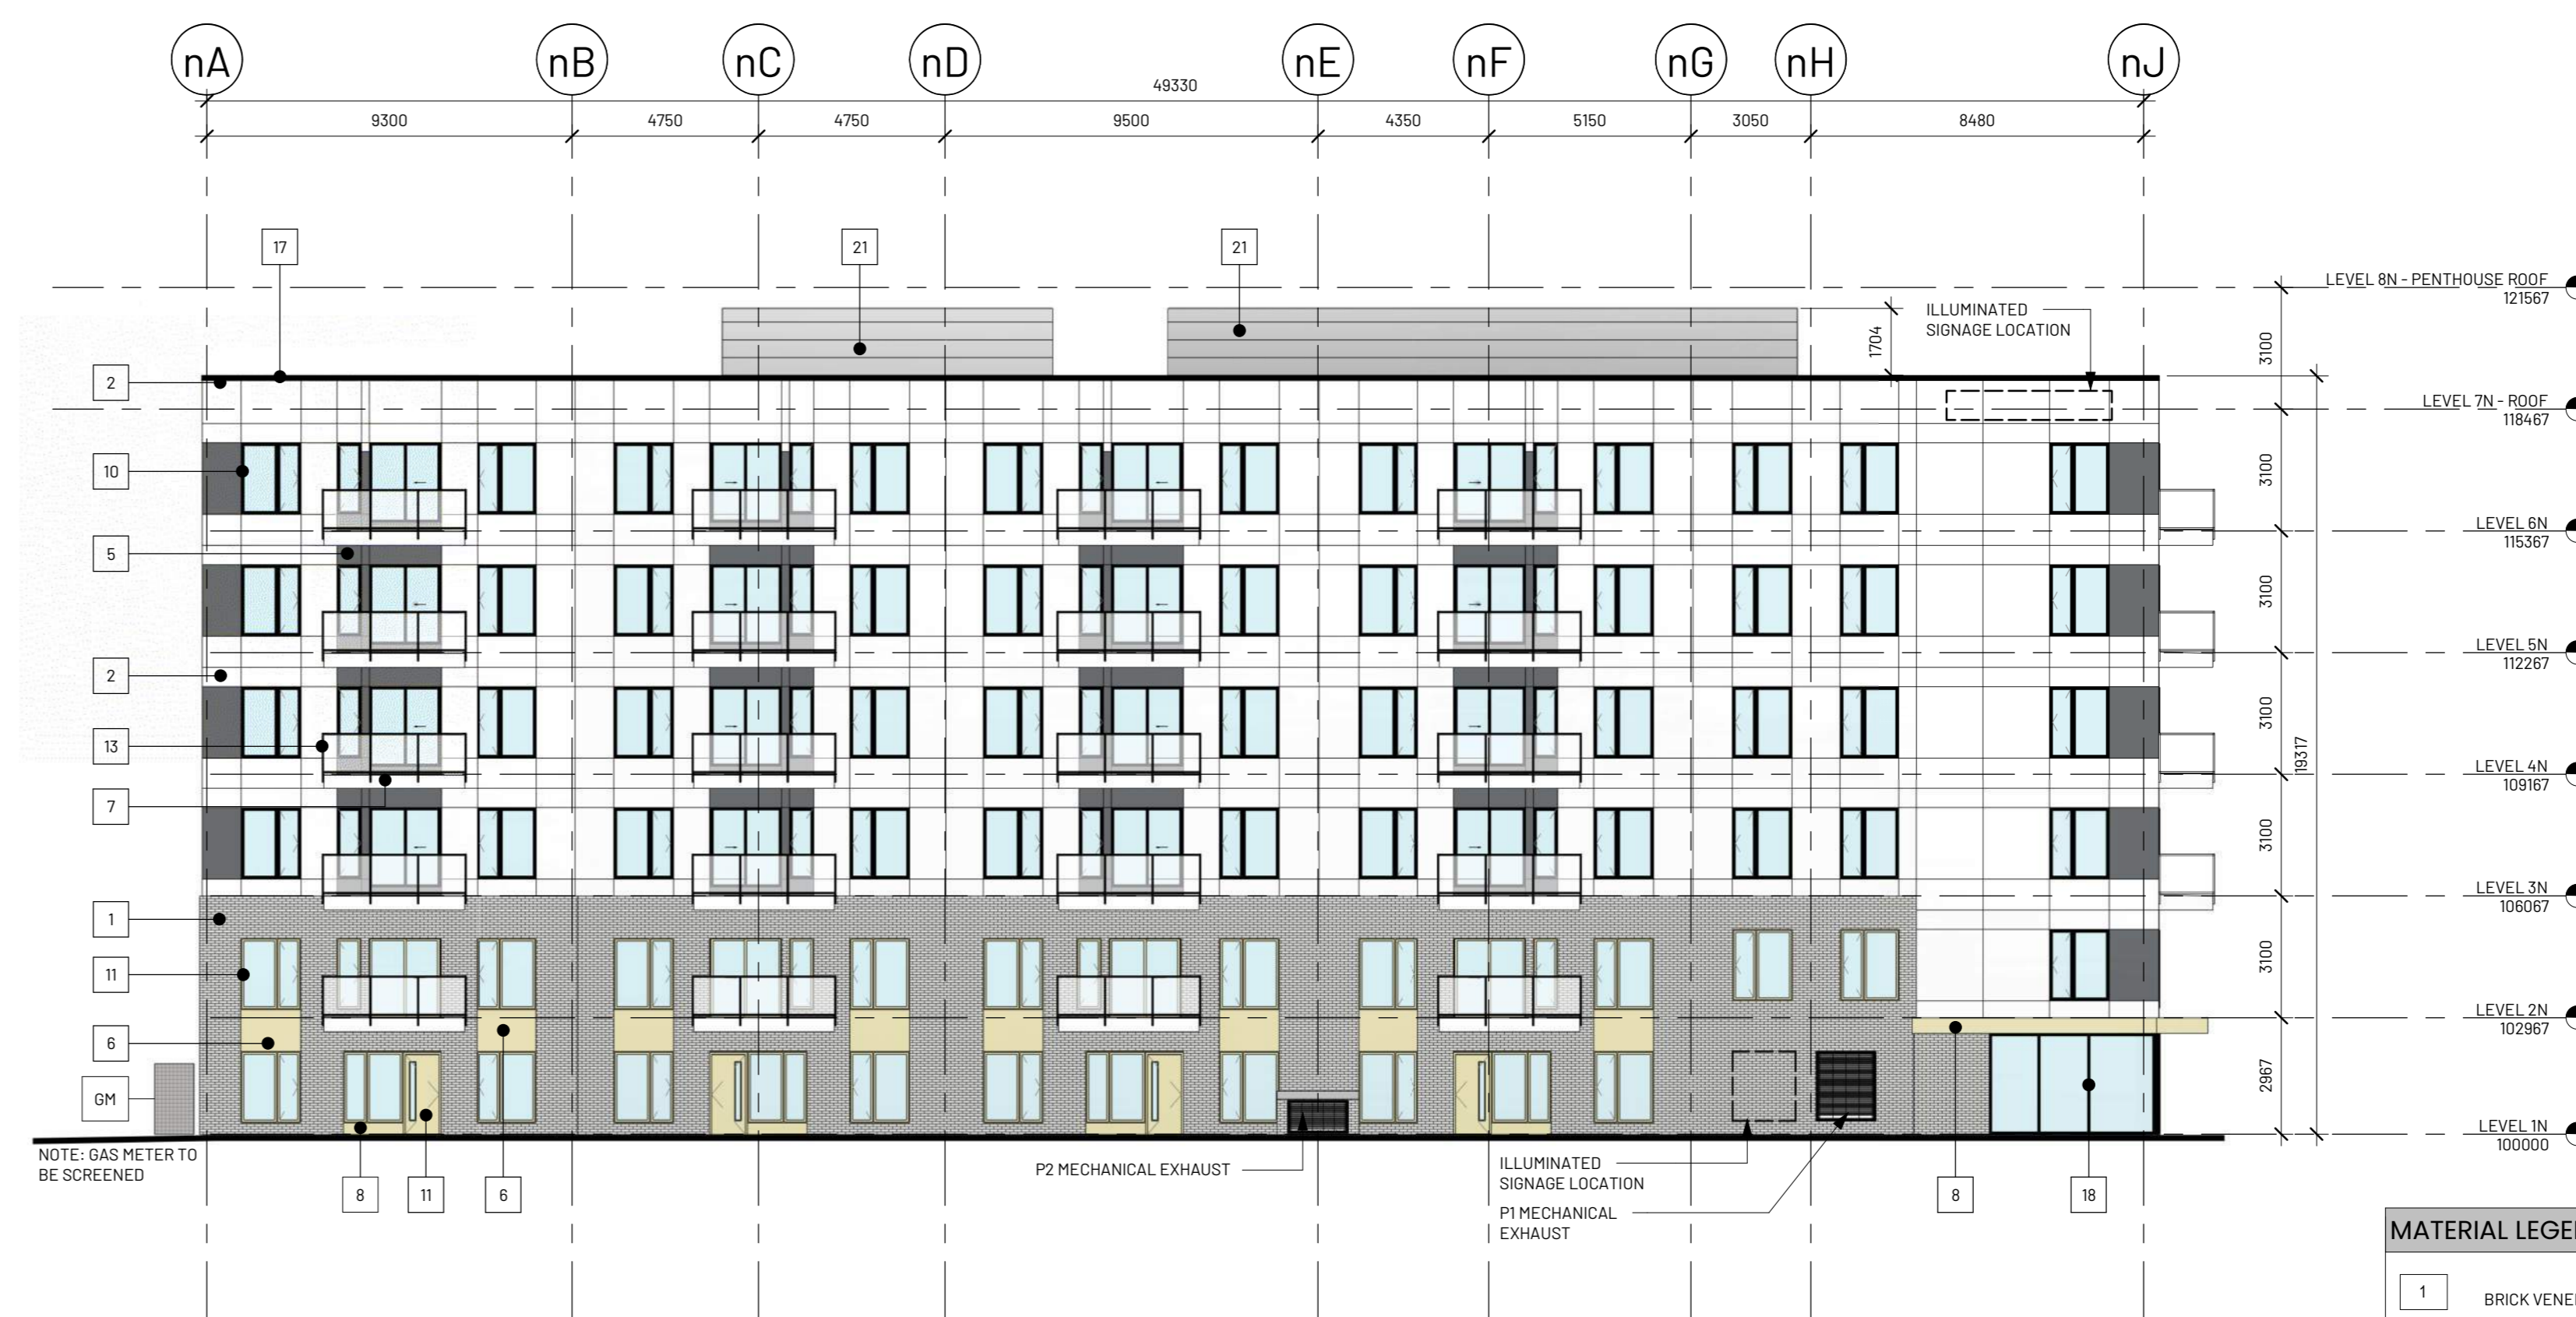 nA
nB
nC
nD
nE
nF
nG
nH
nJ
49330
9300
4750
4750
9500
4350
5150
3050
8480
17
21
21
LEVEL 8N - PENTHOUSE ROOF
121567
ILLUMINATED
SIGNAGE LOCATION
1704
3100
2
LEVEL 7N - ROOF
118467
10
3100
LEVEL 6N
115367
5
3100
LEVEL 5N
112267
2
3100
13
19317
LEVEL 4N
109167
7
3100
LEVEL 3N
106067
1
11
3100
LEVEL 2N
102967
6
2967
GM
LEVEL 1N
100000
NOTE: GAS METER TO
BE SCREENED
P2 MECHANICAL EXHAUST
ILLUMINATED
SIGNAGE LOCATION
8
11
6
8
18
P1 MECHANICAL
EXHAUST
MATERIAL LEGE
1
BRICK VENE